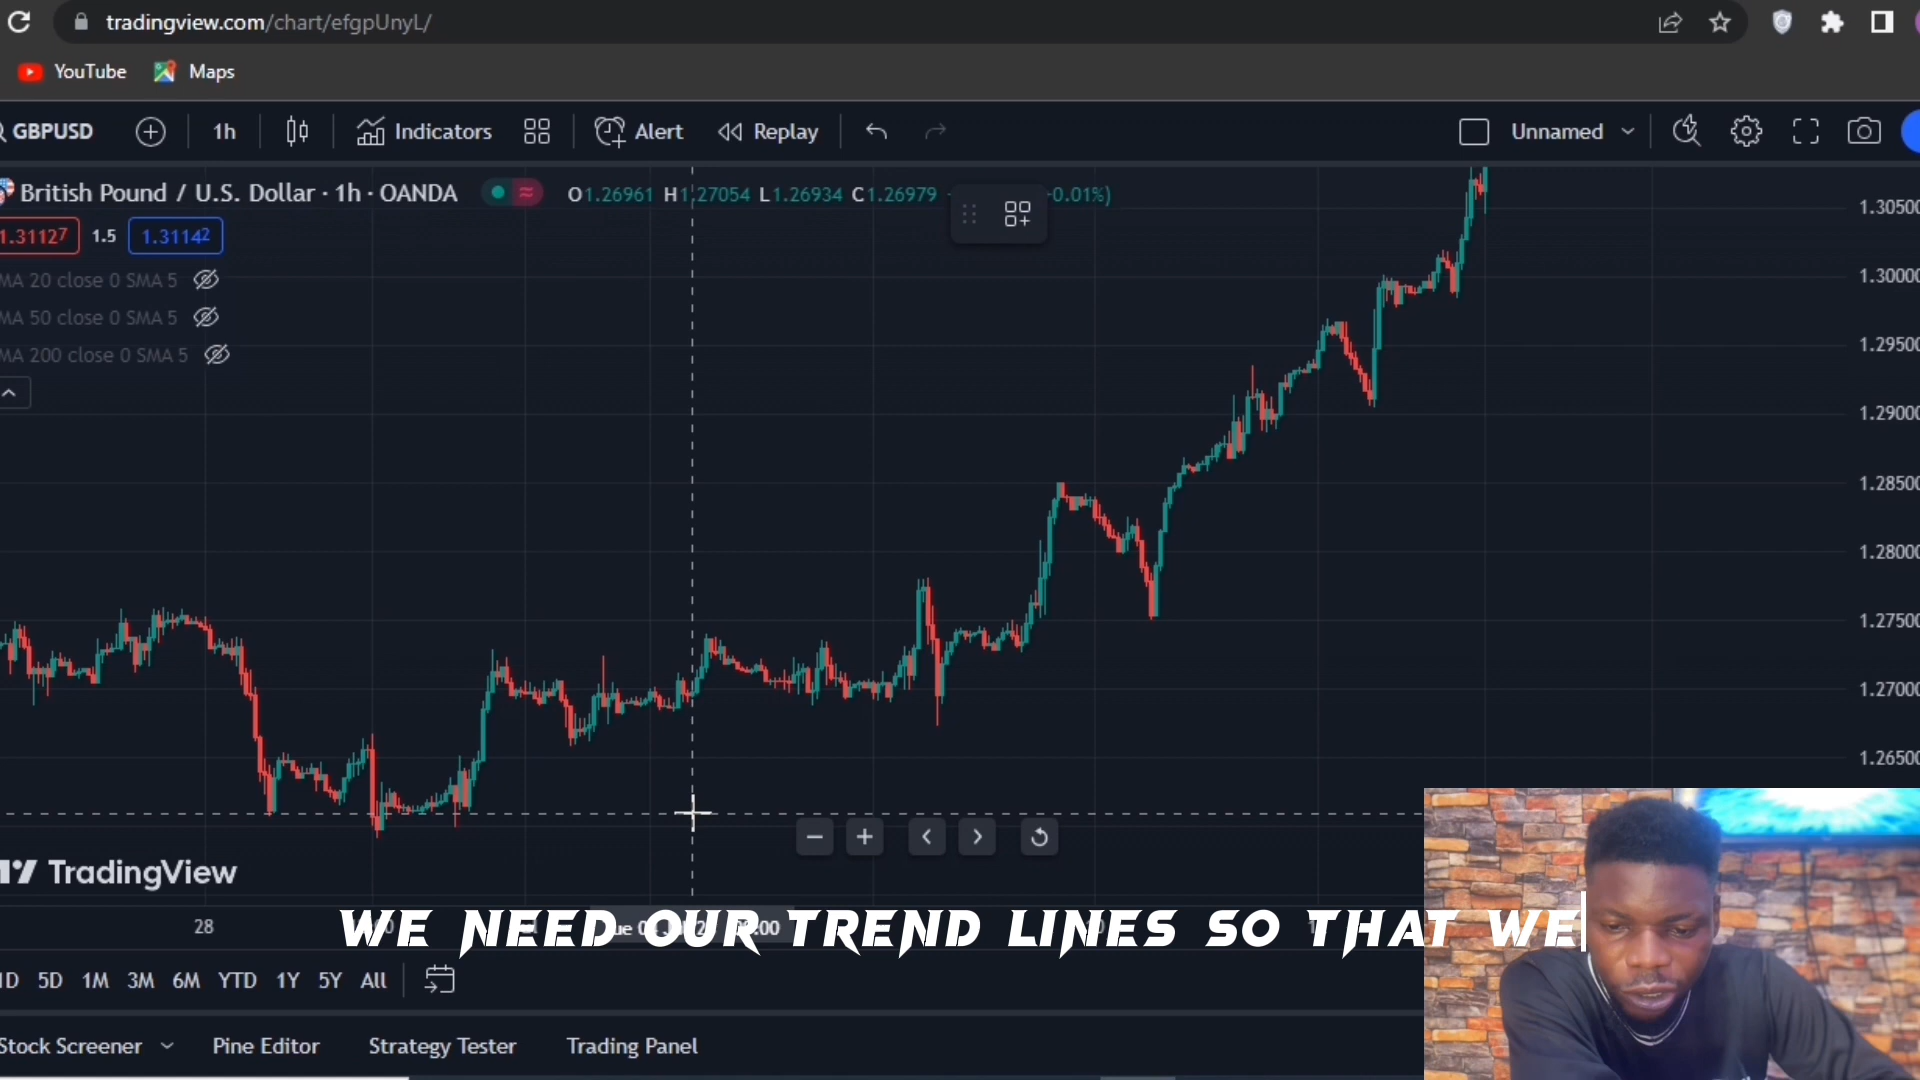 tradingview.com/chart/efgpUnyL/
YouTube Maps
GBPUSD 1h Indicators Alert Replay Unnamed
British Pound / U.S. Dollar · 1h · OANDA O1.26961 H1.27054 L1.26934 C1.26979 -0.01%)
1.31127 1.5 1.31142
MA 20 close 0 SMA 5
MA 50 close 0 SMA 5
MA 200 close 0 SMA 5
1.30500
1.30000
1.29500
1.29000
1.28500
1.28000
1.27500
1.27000
1.26500
TradingView
28
WE NEED OUR TREND LINES SO THAT WE
1D 5D 1M 3M 6M YTD 1Y 5Y All
Stock Screener Pine Editor Strategy Tester Trading Panel